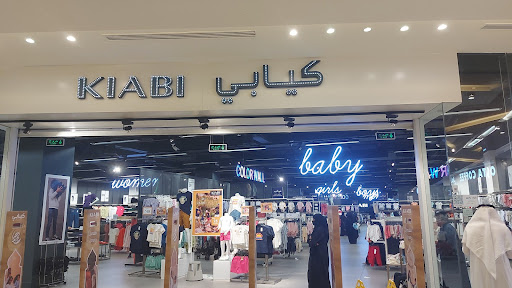 KIABI كيابي
COLOR WALL
baby
women
girls
boys